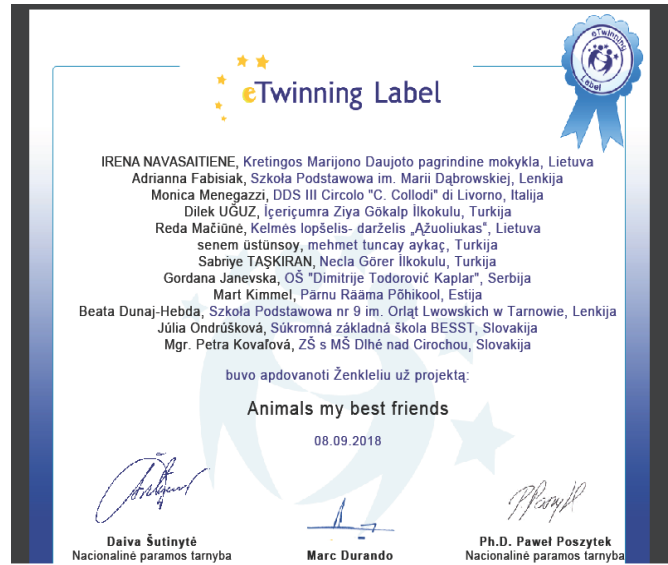 eTwinning
Label
eTwinning Label
IRENA NAVASAITIENE, Kretingos Marijono Daujoto pagrindine mokykla, Lietuva
Adrianna Fabisiak, Szkoła Podstawowa im. Marii Dąbrowskiej, Lenkija
Monica Menegazzi, DDS III Circolo "C. Collodi" di Livorno, Italija
Dilek UĞUZ, İçeriçumra Ziya Gökalp İlkokulu, Turkija
Reda Mačiūnė, Kelmės lopšelis- darželis „Ąžuoliukas", Lietuva
senem üstünsoy, mehmet tuncay aykaç, Turkija
Sabriye TAŞKIRAN, Necla Görer İlkokulu, Turkija
Gordana Janevska, OŠ "Dimitrije Todorović Kaplar", Serbija
Mart Kimmel, Pärnu Rääma Põhikool, Estija
Beata Dunaj-Hebda, Szkoła Podstawowa nr 9 im. Orląt Lwowskich w Tarnowie, Lenkija
Júlia Ondrúšková, Súkromná základná škola BESST, Slovakija
Mgr. Petra Kovaľová, ZŠ s MŠ Dlhé nad Cirochou, Slovakija
buvo apdovanoti Ženkleliu už projektą:
Animals my best friends
08.09.2018
Daiva Šutinytė
Nacionalinė paramos tarnyba
Marc Durando
Ph.D. Paweł Poszytek
Nacionalinė paramos tarnyba